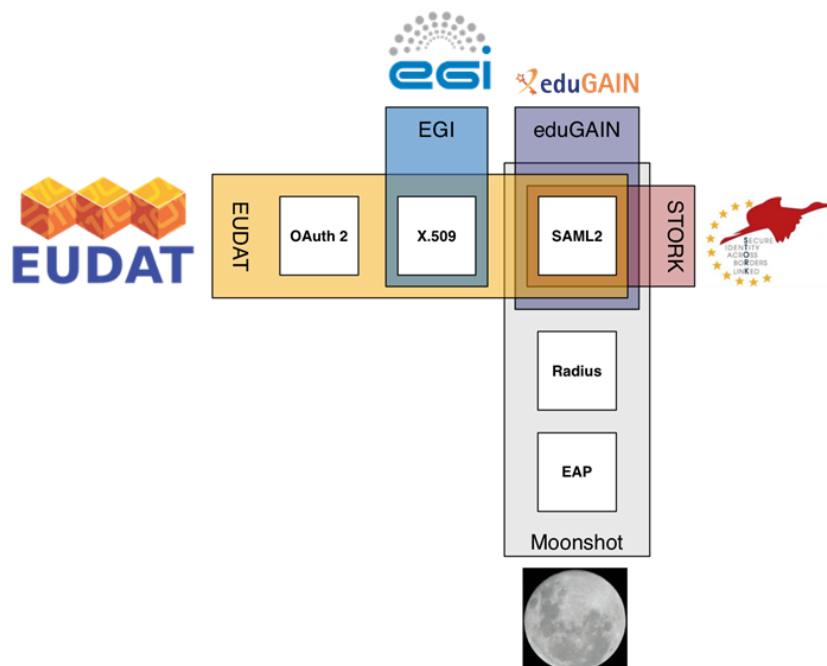 egi
eduGAIN
EGI
eduGAIN
EUDAT
EUDAT
OAuth 2
X.509
SAML2
STORK
SECURE
IDENTITY
ACROSS
BORDERS
LINKED
STORK
Radius
EAP
Moonshot